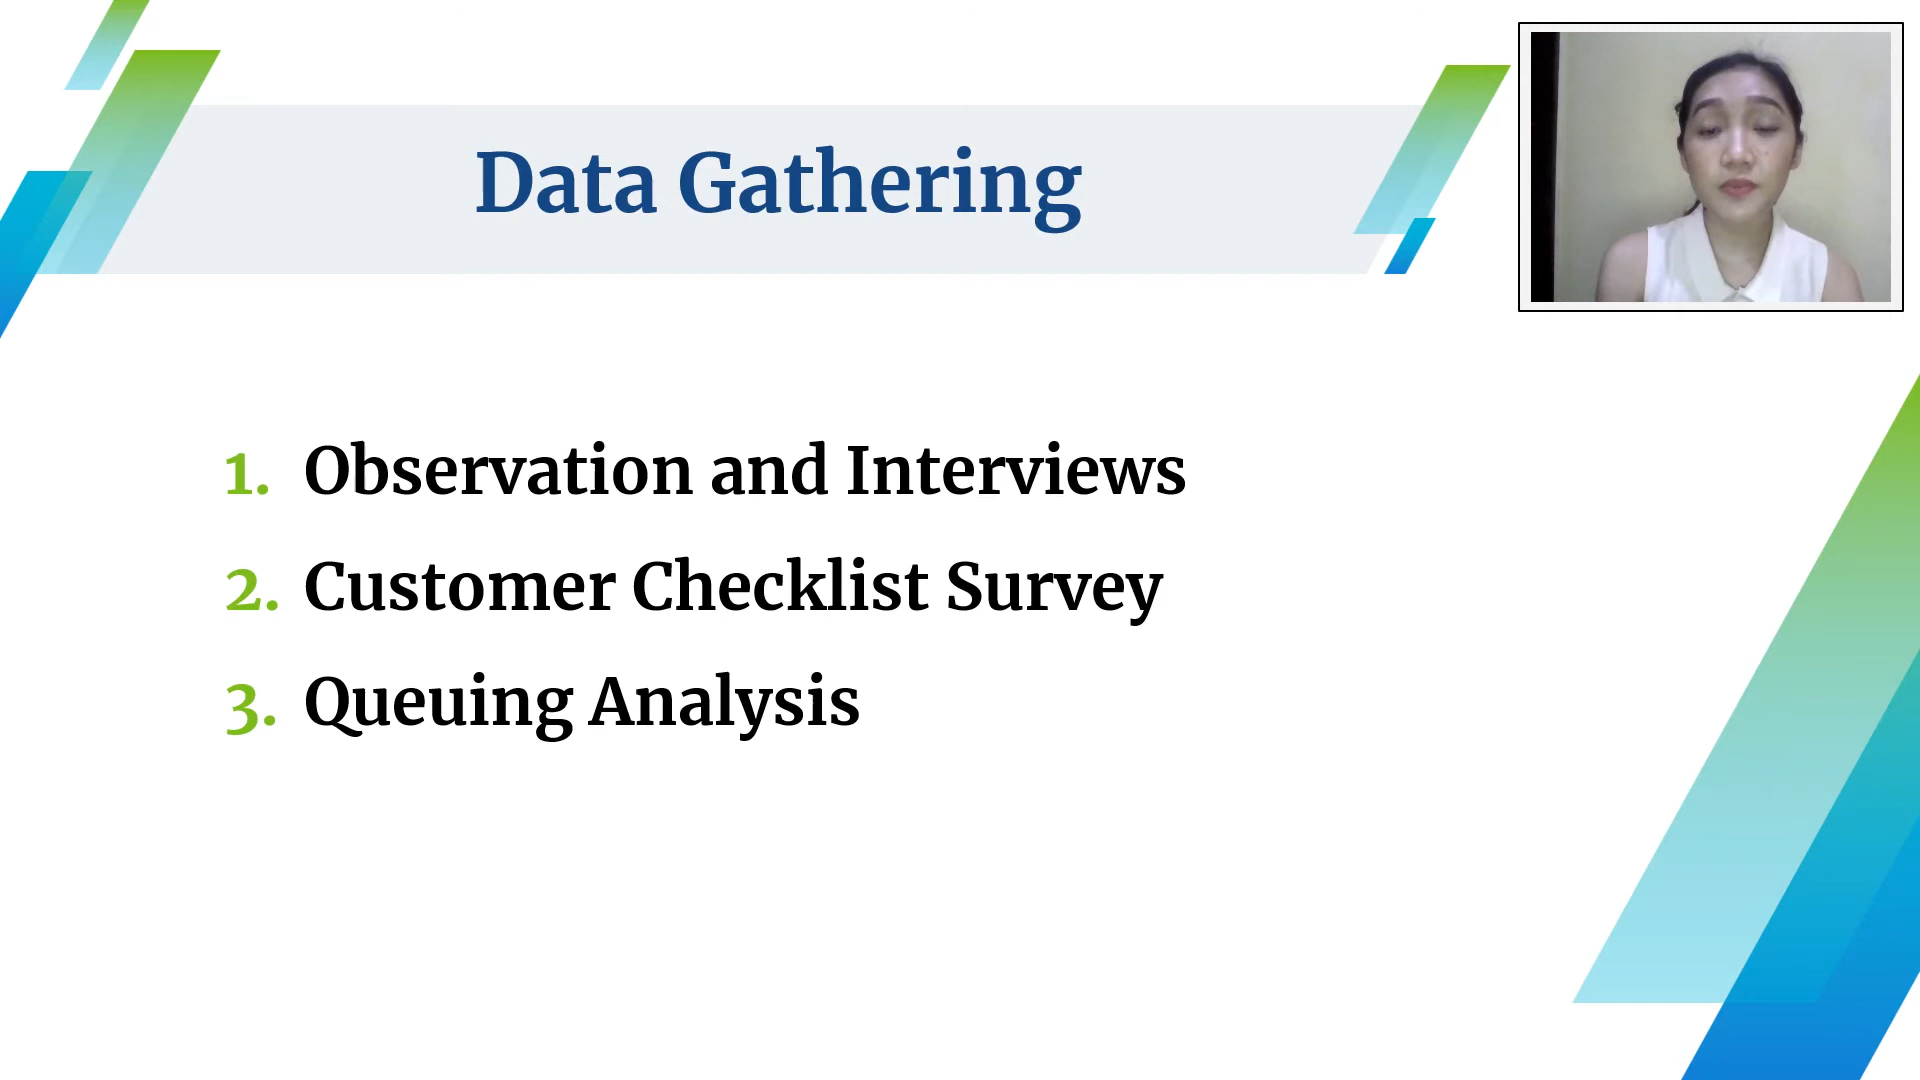 Data Gathering
1. Observation and Interviews
2. Customer Checklist Survey
3. Queuing Analysis